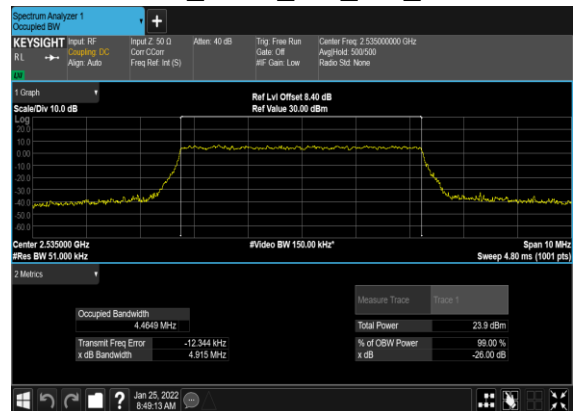 Spectrum Analyzer 1
Occupied BW
KEYSIGHT
RL
Input: RF
Coupling: DC
Align: Auto
Input Z: 50 Ω
Corr CCorr
Freq Ref: Int (S)
Atten: 40 dB
Trig: Free Run
Gate: Off
#IF Gain: Low
Center Freq: 2.535000000 GHz
Avg|Hold: 500/500
Radio Std: None
1 Graph
Scale/Div 10.0 dB
Ref Lvl Offset 8.40 dB
Ref Value 30.00 dBm
Log
20.0
10.0
0.00
-10.0
-20.0
-30.0
-40.0
-50.0
-60.0
Center 2.535000 GHz
#Res BW 51.000 kHz
#Video BW 150.00 kHz*
Span 10 MHz
Sweep 4.80 ms (1001 pts)
2 Metrics
Measure Trace
Trace 1
Occupied Bandwidth
4.4649 MHz
Total Power
23.9 dBm
Transmit Freq Error
-12.344 kHz
% of OBW Power
99.00 %
x dB Bandwidth
4.915 MHz
x dB
-26.00 dB
?
Jan 25, 2022
8:49:13 AM